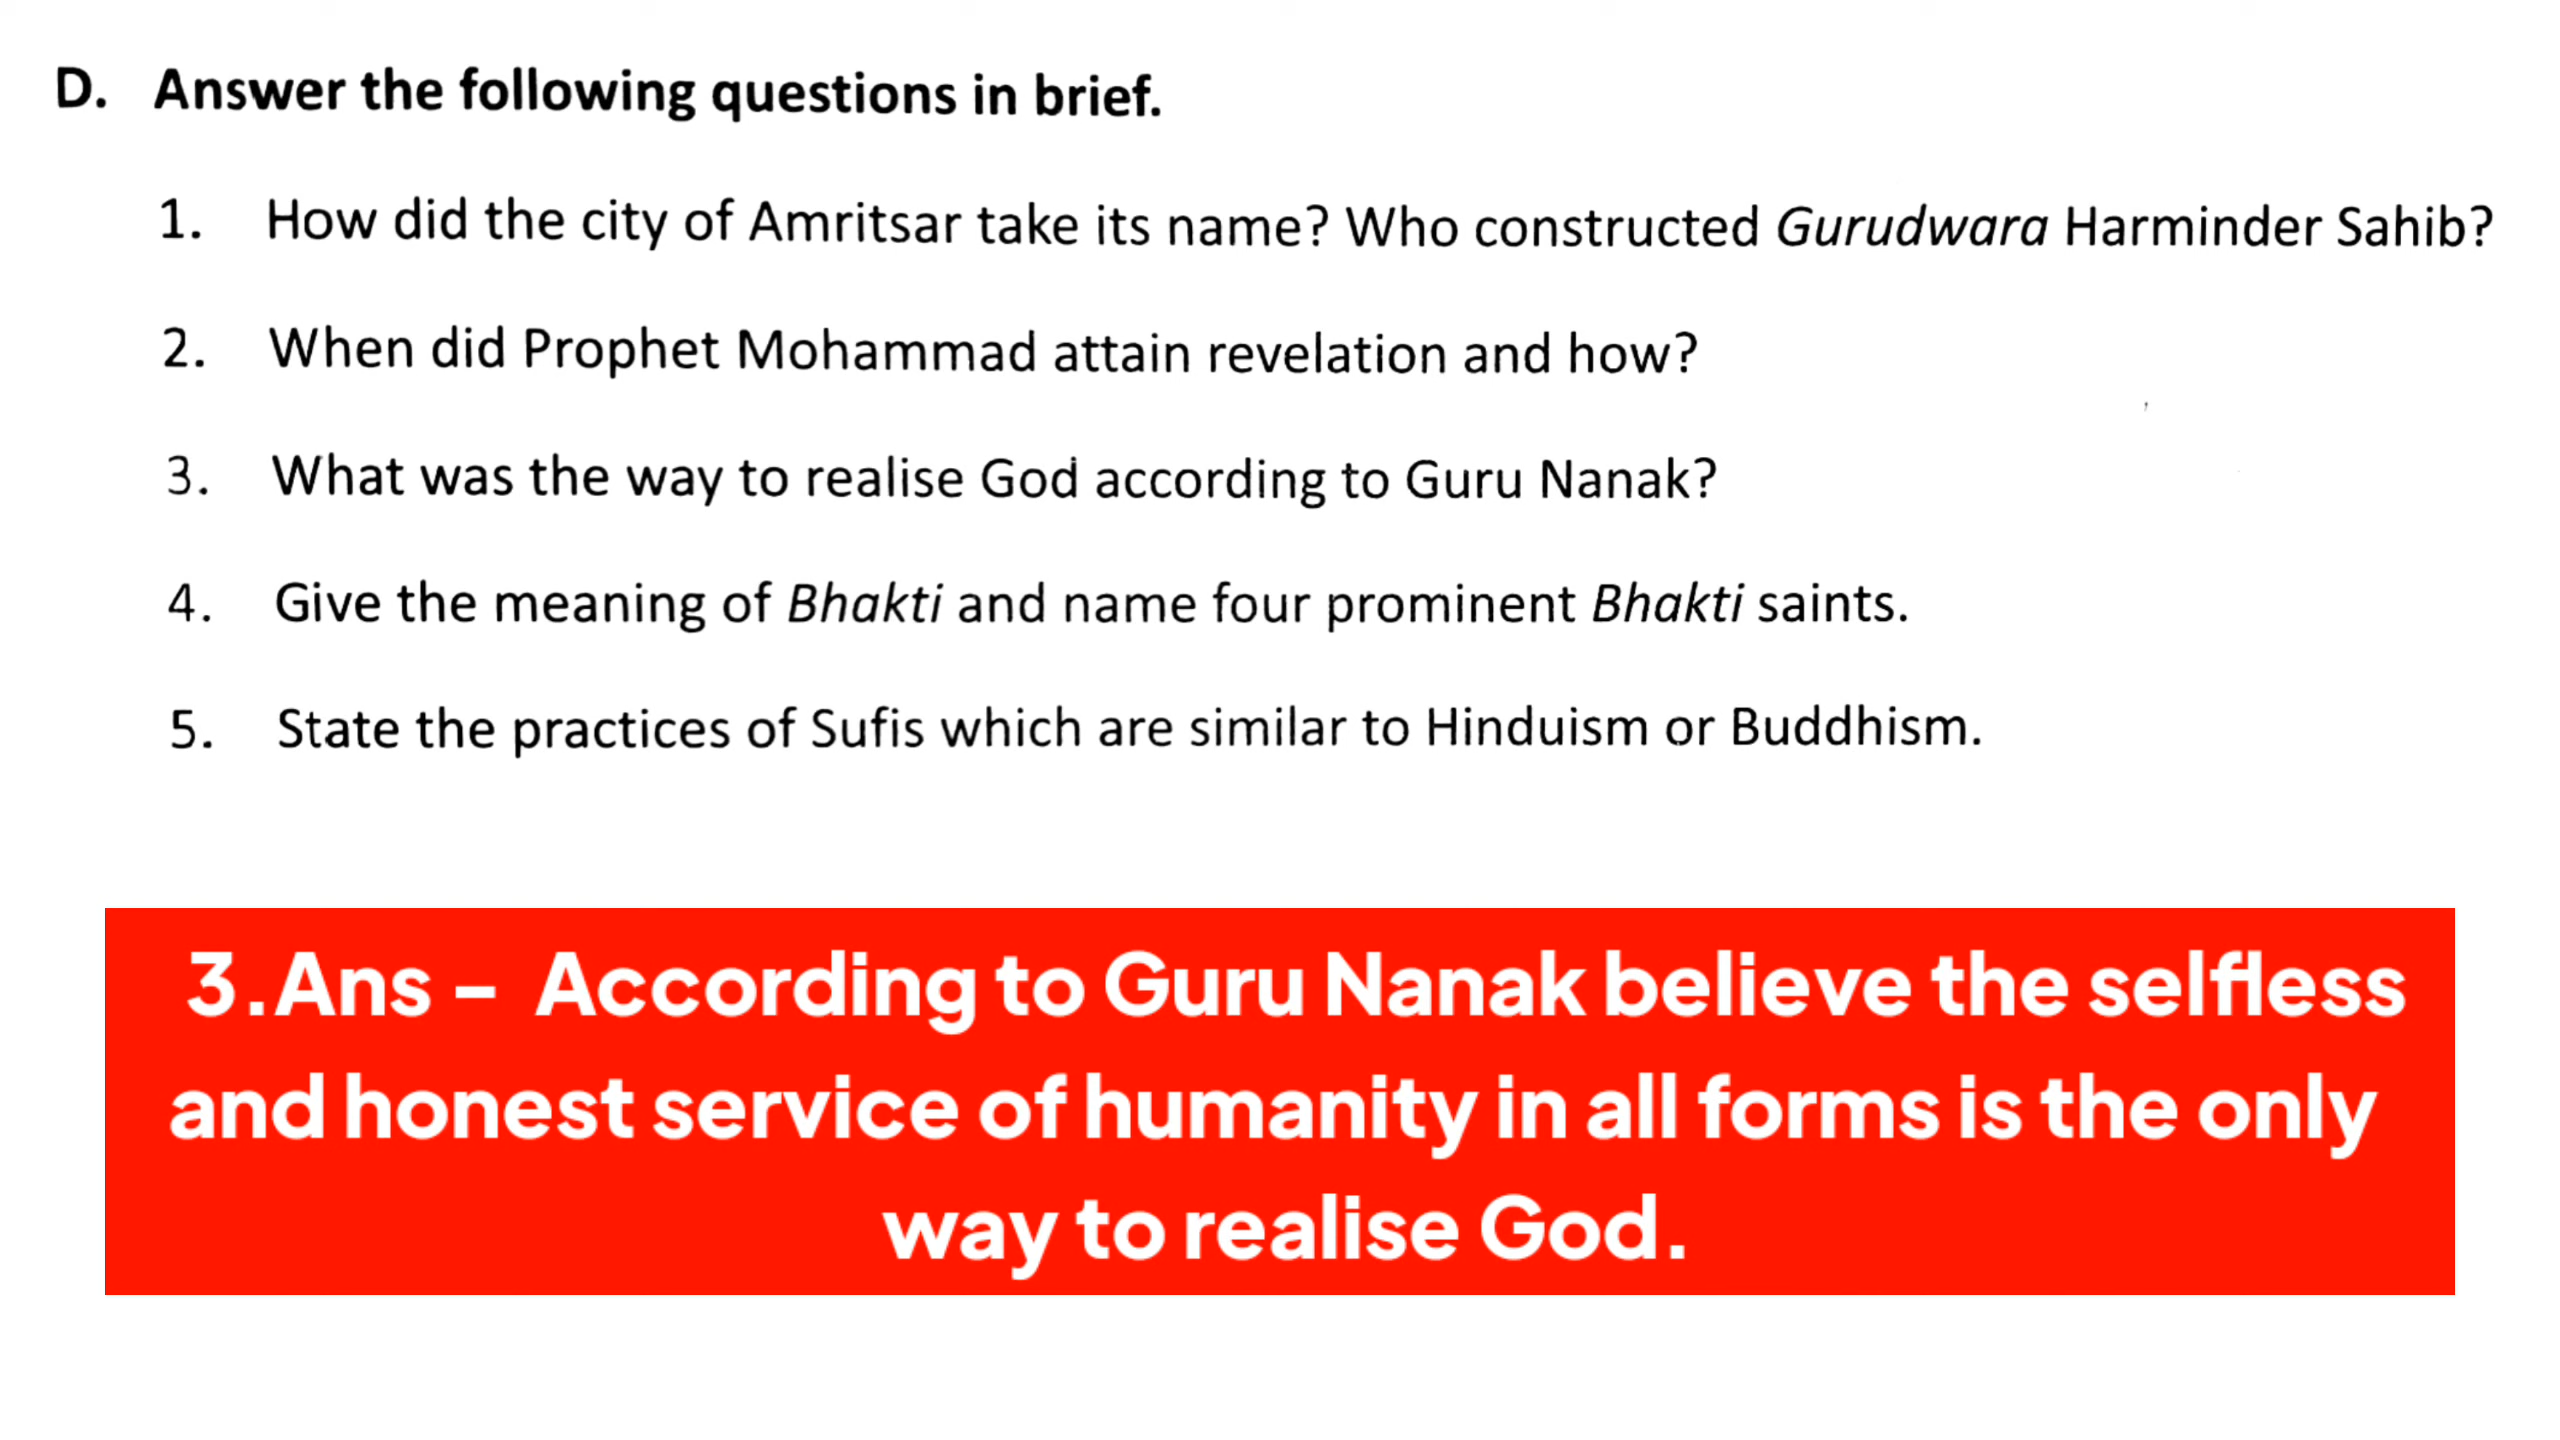 D. Answer the following questions in brief.
1. How did the city of Amritsar take its name? Who constructed Gurudwara Harminder Sahib?
2. When did Prophet Mohammad attain revelation and how?
3. What was the way to realise God according to Guru Nanak?
4. Give the meaning of Bhakti and name four prominent Bhakti saints.
5. State the practices of Sufis which are similar to Hinduism or Buddhism.
3.Ans – According to Guru Nanak believe the selfless
and honest service of humanity in all forms is the only
way to realise God.